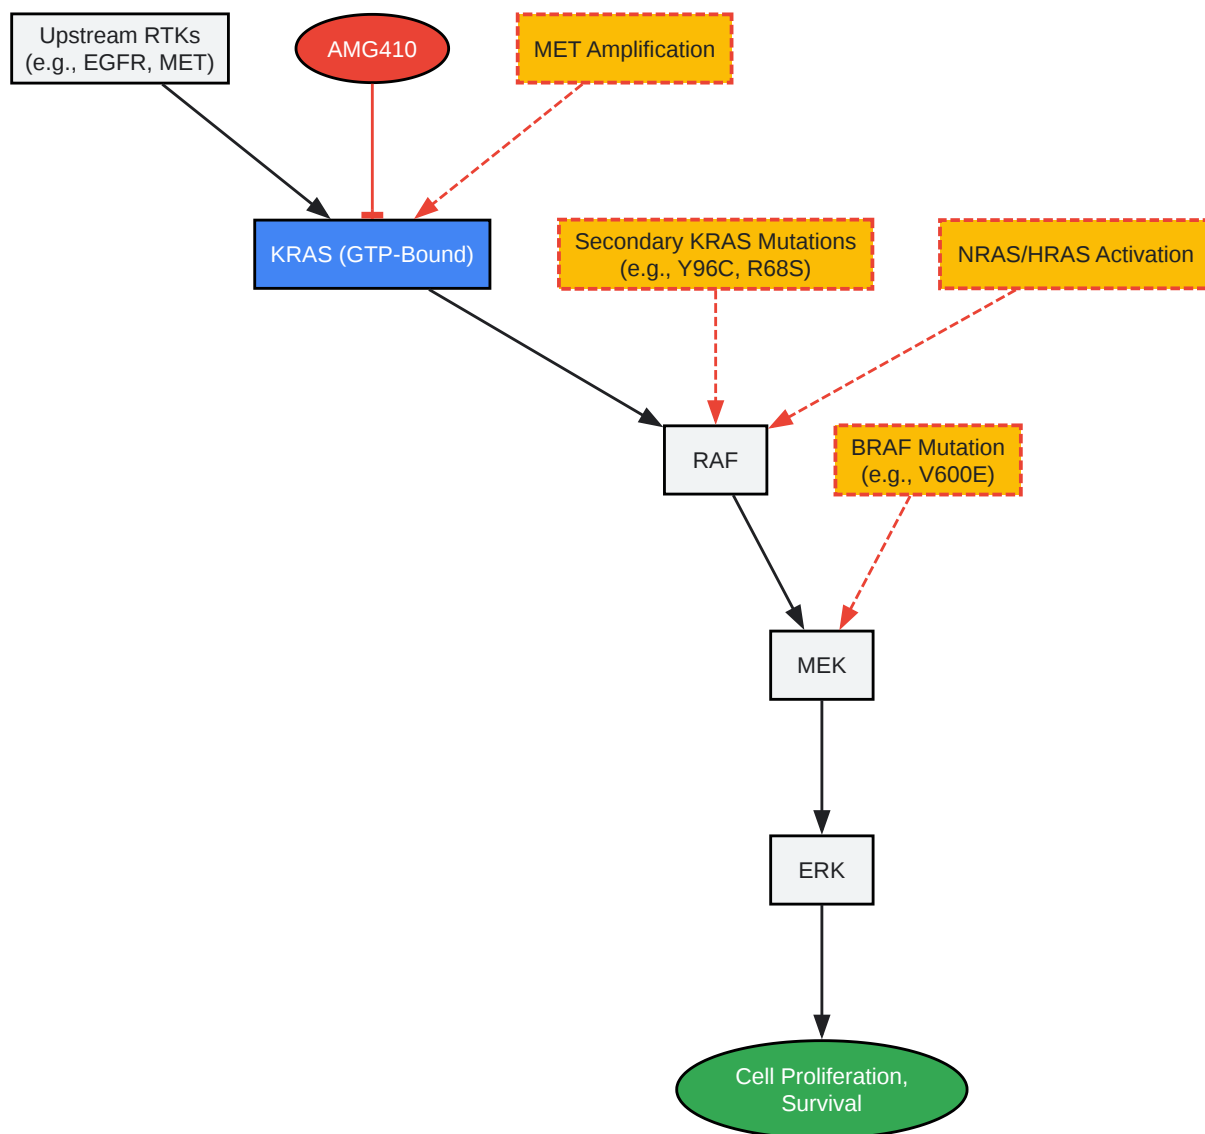 Upstream RTKs
(e.g., EGFR, MET)
AMG410
MET Amplification
KRAS (GTP-Bound)
Secondary KRAS Mutations
(e.g., Y96C, R68S)
NRAS/HRAS Activation
RAF
BRAF Mutation
(e.g., V600E)
MEK
ERK
Cell Proliferation,
Survival